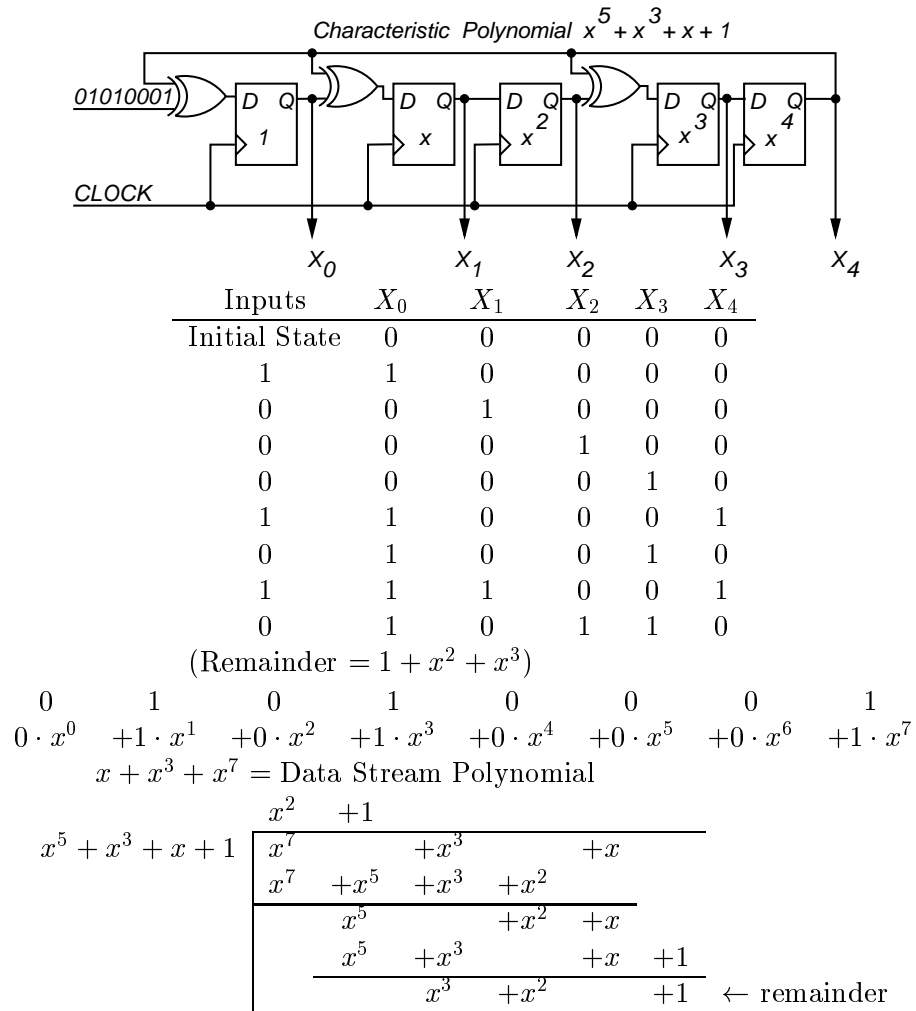 Characteristic Polynomial x^5 + x^3 + x + 1
01010001
D Q D Q D Q D Q D Q
1 x x^2 x^3 x^4
CLOCK
X_0 X_1 X_2 X_3 X_4
Inputs X_0 X_1 X_2 X_3 X_4
Initial State 0 0 0 0 0
1 1 0 0 0 0
0 0 1 0 0 0
0 0 0 1 0 0
0 0 0 0 1 0
1 1 0 0 0 1
0 1 0 0 1 0
1 1 1 0 0 1
0 1 0 1 1 0
(Remainder = 1 + x^2 + x^3)
0 1 0 1 0 0 0 1
0 · x^0 +1 · x^1 +0 · x^2 +1 · x^3 +0 · x^4 +0 · x^5 +0 · x^6 +1 · x^7
x + x^3 + x^7 = Data Stream Polynomial
x^2 +1
x^5 + x^3 + x + 1 x^7 +x^3 +x
x^7 +x^5 +x^3 +x^2
x^5 +x^2 +x
x^5 +x^3 +x +1
x^3 +x^2 +1 ← remainder